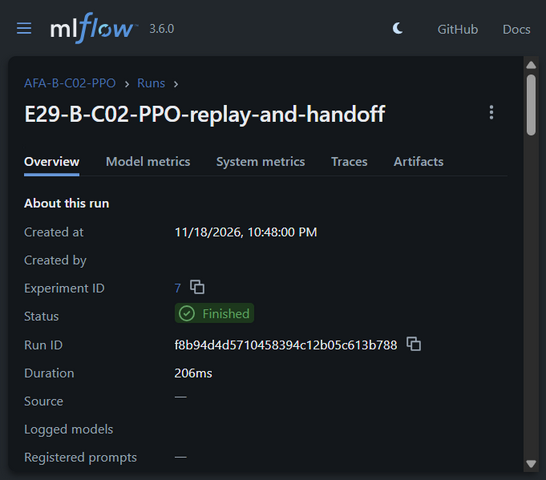 mlflow™ 3.6.0 GitHub Docs
AFA-B-C02-PPO › Runs ›
E29-B-C02-PPO-replay-and-handoff
Overview Model metrics System metrics Traces Artifacts
About this run
Created at 11/18/2026, 10:48:00 PM
Created by
Experiment ID 7
Status Finished
Run ID f8b94d4d5710458394c12b05c613b788
Duration 206ms
Source —
Logged models
Registered prompts —